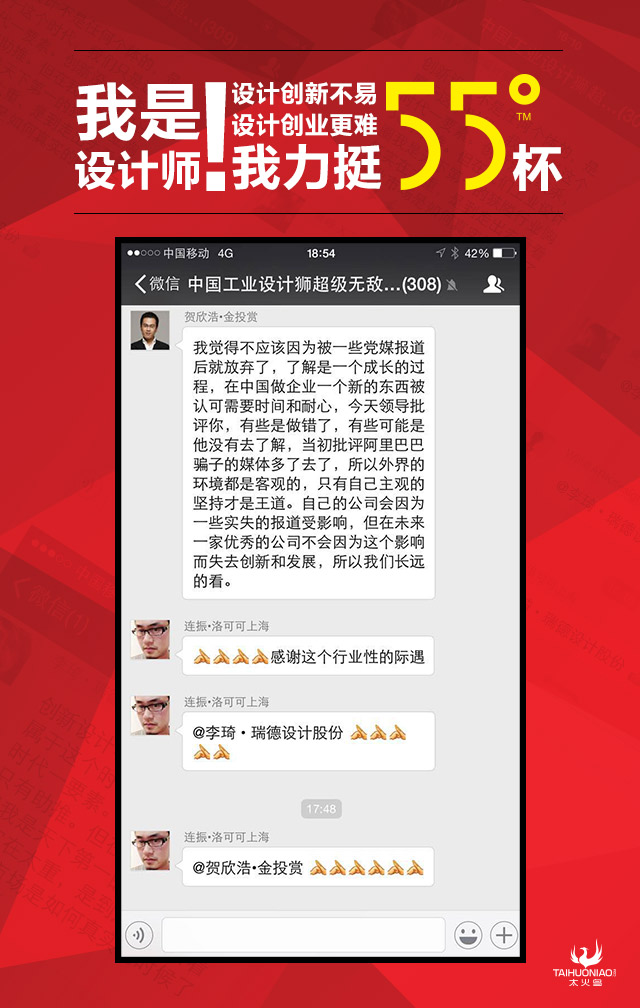 我是
设计师
!
设计创新不易
设计创业更难
我力挺
55°杯
TM
中国移动 4G 18:54 42%
微信 中国工业设计狮超级无敌…(308)
贺欣浩•金投赏
我觉得不应该因为被一些党媒报道
后就放弃了，了解是一个成长的过
程，在中国做企业一个新的东西被
认可需要时间和耐心，今天领导批
评你，有些是做错了，有些可能是
他没有去了解，当初批评阿里巴巴
骗子的媒体多了去了，所以外界的
环境都是客观的，只有自己主观的
坚持才是王道。自己的公司会因为
一些实失的报道受影响，但在未来
一家优秀的公司不会因为这个影响
而失去创新和发展，所以我们长远
的看。
连振•洛可可上海
感谢这个行业性的际遇
连振•洛可可上海
@李琦·瑞德设计股份
17:48
连振•洛可可上海
@贺欣浩•金投赏
TAIHUONIAO
太火鸟